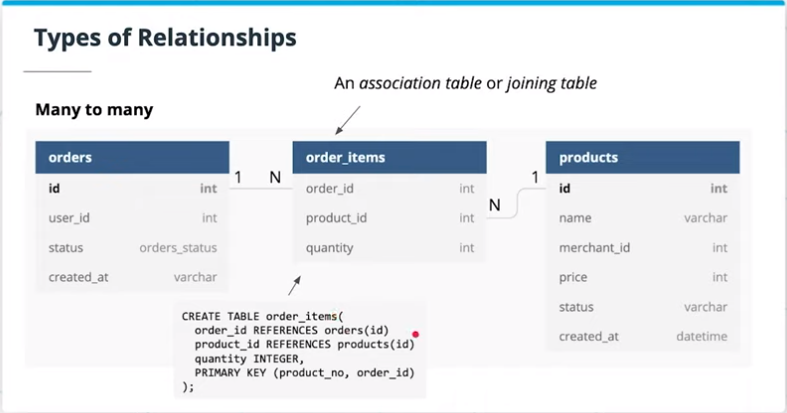 Types of Relationships
An association table or joining table
Many to many
orders
id int
user_id int
status orders_status
created_at varchar
1 N
order_items
order_id int
product_id int
quantity int
N 1
products
id int
name varchar
merchant_id int
price int
status varchar
created_at datetime
CREATE TABLE order_items(
order_id REFERENCES orders(id)
product_id REFERENCES products(id)
quantity INTEGER,
PRIMARY KEY (product_no, order_id)
);